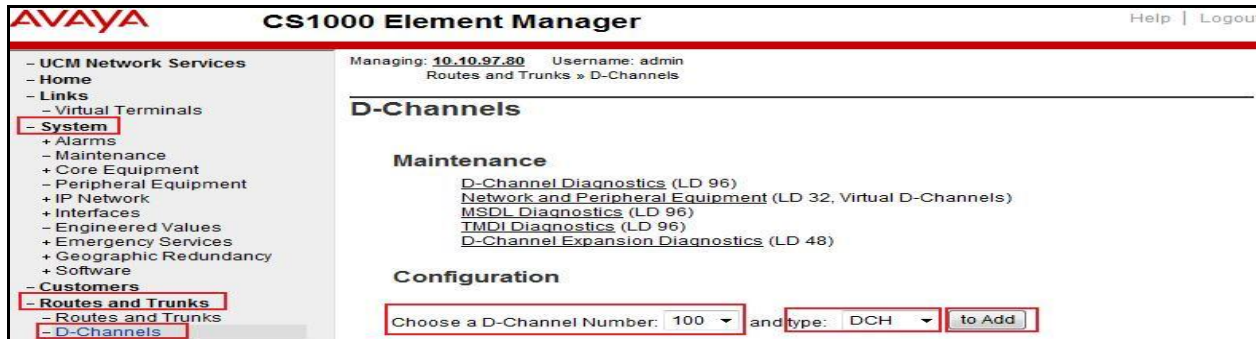 AVAYA
CS1000 Element Manager
Help | Logou
- UCM Network Services
- Home
- Links
- Virtual Terminals
- System
+ Alarms
- Maintenance
+ Core Equipment
- Peripheral Equipment
+ IP Network
+ Interfaces
- Engineered Values
+ Emergency Services
+ Geographic Redundancy
+ Software
- Customers
- Routes and Trunks
- Routes and Trunks
- D-Channels
Managing: 10.10.97.80 Username: admin
Routes and Trunks » D-Channels
D-Channels
Maintenance
D-Channel Diagnostics (LD 96)
Network and Peripheral Equipment (LD 32, Virtual D-Channels)
MSDL Diagnostics (LD 96)
TMDI Diagnostics (LD 96)
D-Channel Expansion Diagnostics (LD 48)
Configuration
Choose a D-Channel Number: 100 and type: DCH to Add